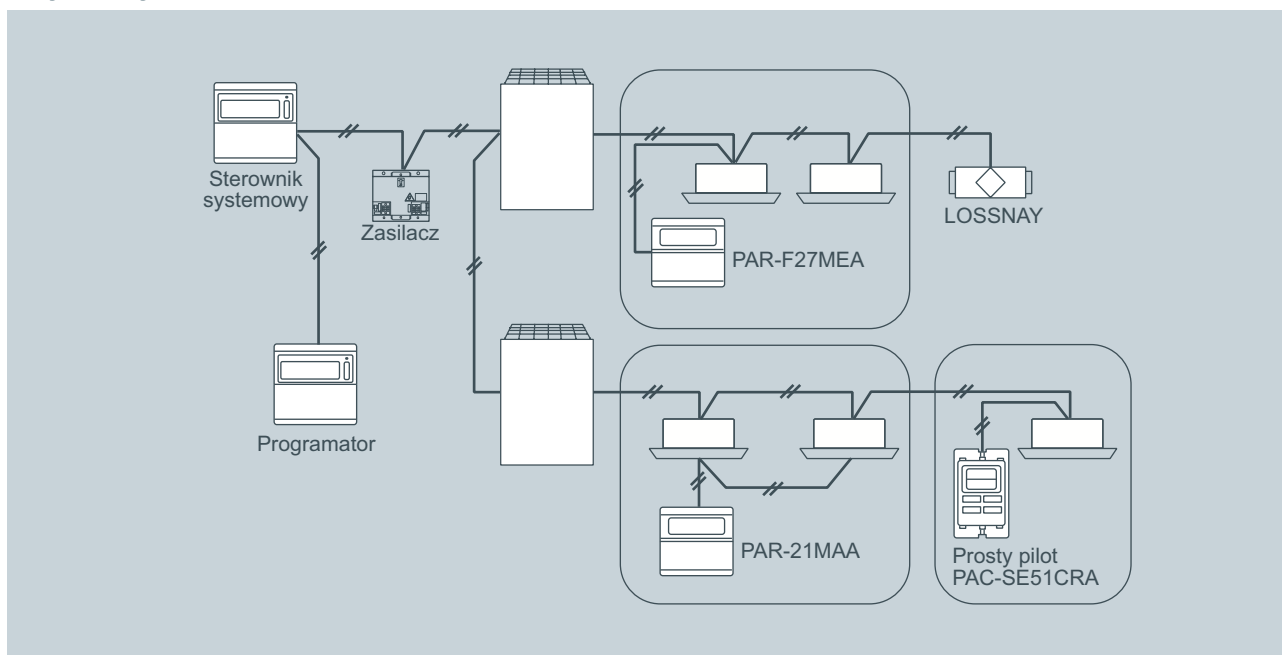 Sterownik
systemowy
Zasilacz
LOSSNAY
PAR-F27MEA
Programator
PAR-21MAA
Prosty pilot
PAC-SE51CRA